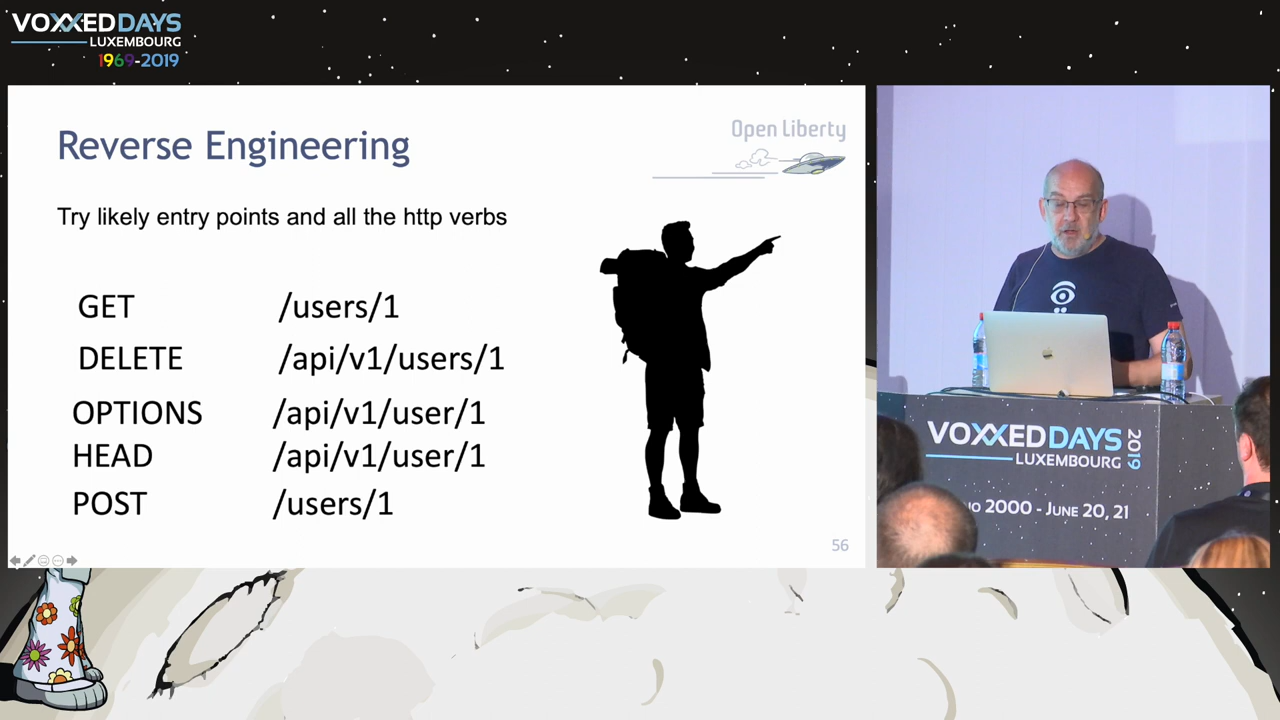 VOXXEDDAYS
LUXEMBOURG
1969-2019
Reverse Engineering
Open Liberty
Try likely entry points and all the http verbs
GET /users/1
DELETE /api/v1/users/1
OPTIONS /api/v1/user/1
HEAD /api/v1/user/1
POST /users/1
56
VOXXEDDAYS
2019
LUXEMBOURG
2000 - JUNE 20, 21